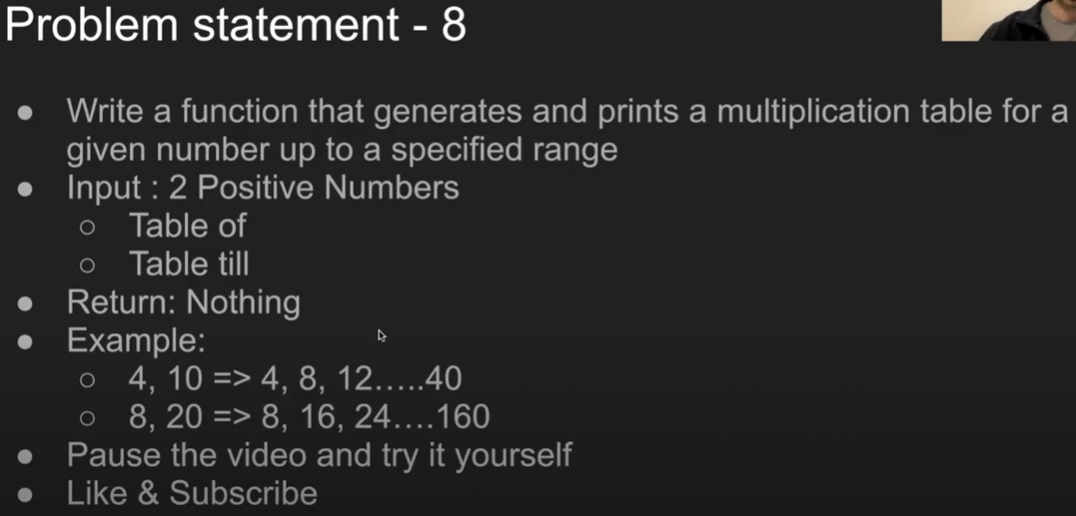 Problem statement - 8
● Write a function that generates and prints a multiplication table for a
given number up to a specified range
● Input : 2 Positive Numbers
○ Table of
○ Table till
● Return: Nothing
● Example:
○ 4, 10 => 4, 8, 12.....40
○ 8, 20 => 8, 16, 24....160
● Pause the video and try it yourself
● Like & Subscribe